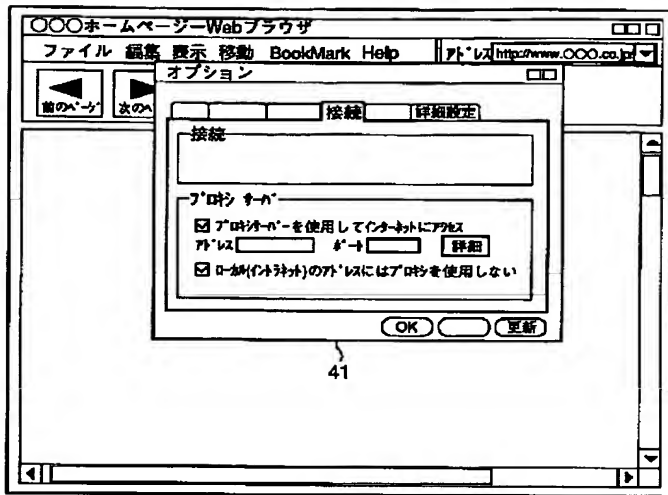 〇〇〇ホームページーWebブラウザ
ファイル 編集 表示 移動 BookMark Help アドレス http://www.〇〇〇.co.jp/
前のページ 次のペ
オプション
接続 詳細設定
接続
プロキシ サーバ
プロキシサーバーを使用してインターネットにアクセス
アドレス ポート 詳細
ローカル(イントラネット)のアドレスにはプロキシを使用しない
OK 更新
41